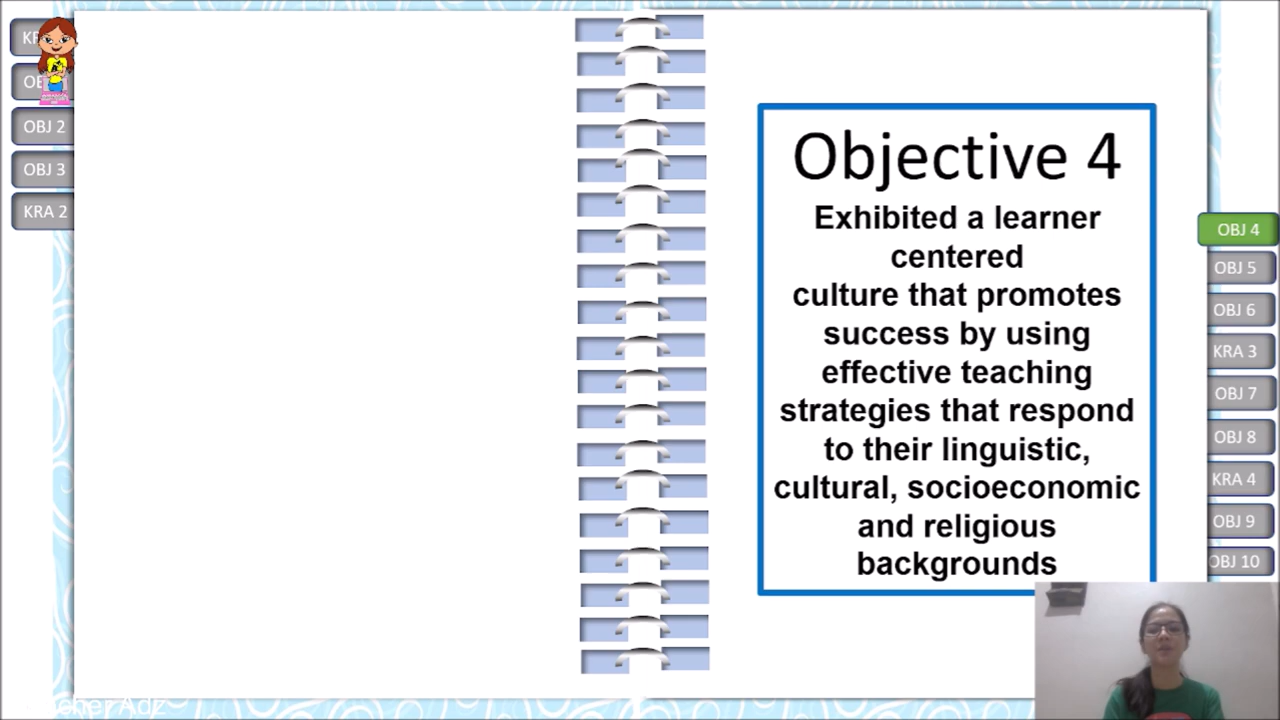 OBJ 2
OBJ 3
KRA 2
Objective 4
Exhibited a learner
centered
culture that promotes
success by using
effective teaching
strategies that respond
to their linguistic,
cultural, socioeconomic
and religious
backgrounds
OBJ 4
OBJ 5
OBJ 6
KRA 3
OBJ 7
OBJ 8
KRA 4
OBJ 9
OBJ 10
Adz